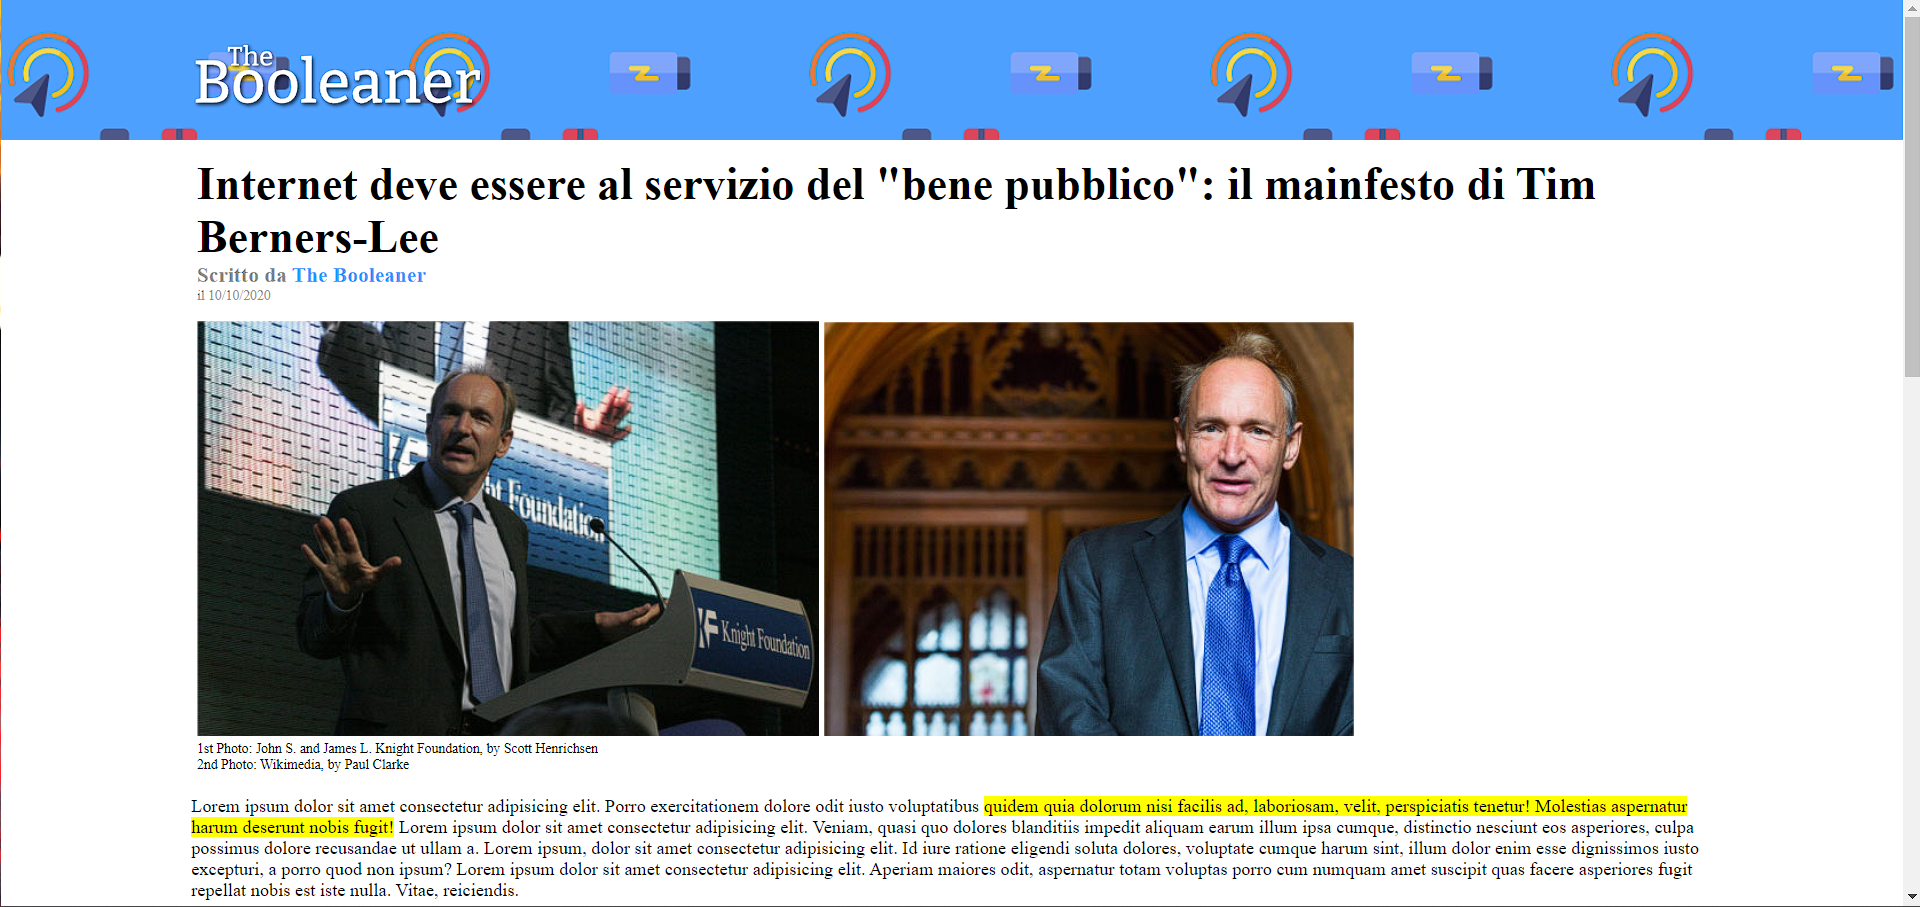 The
Booleaner
Internet deve essere al servizio del "bene pubblico": il mainfesto di Tim
Berners-Lee
Scritto da The Booleaner
il 10/10/2020
Knight Foundation
Knight Foundation
1st Photo: John S. and James L. Knight Foundation, by Scott Henrichsen
2nd Photo: Wikimedia, by Paul Clarke
Lorem ipsum dolor sit amet consectetur adipisicing elit. Porro exercitationem dolore odit iusto voluptatibus quidem quia dolorum nisi facilis ad, laboriosam, velit, perspiciatis tenetur! Molestias aspernatur
harum deserunt nobis fugit! Lorem ipsum dolor sit amet consectetur adipisicing elit. Veniam, quasi quo dolores blanditiis impedit aliquam earum illum ipsa cumque, distinctio nesciunt eos asperiores, culpa
possimus dolore recusandae ut ullam a. Lorem ipsum, dolor sit amet consectetur adipisicing elit. Id iure ratione eligendi soluta dolores, voluptate cumque harum sint, illum dolor enim esse dignissimos iusto
excepturi, a porro quod non ipsum? Lorem ipsum dolor sit amet consectetur adipisicing elit. Aperiam maiores odit, aspernatur totam voluptas porro cum numquam amet suscipit quas facere asperiores fugit
repellat nobis est iste nulla. Vitae, reiciendis.